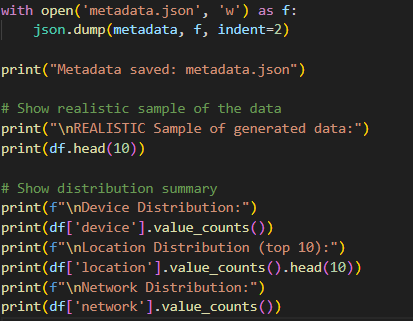 with open('metadata.json', 'w') as f:
    json.dump(metadata, f, indent=2)

print("Metadata saved: metadata.json")

# Show realistic sample of the data
print("\nREALISTIC Sample of generated data:")
print(df.head(10))

# Show distribution summary
print(f"\nDevice Distribution:")
print(df['device'].value_counts())
print(f"\nLocation Distribution (top 10):")
print(df['location'].value_counts().head(10))
print(f"\nNetwork Distribution:")
print(df['network'].value_counts())